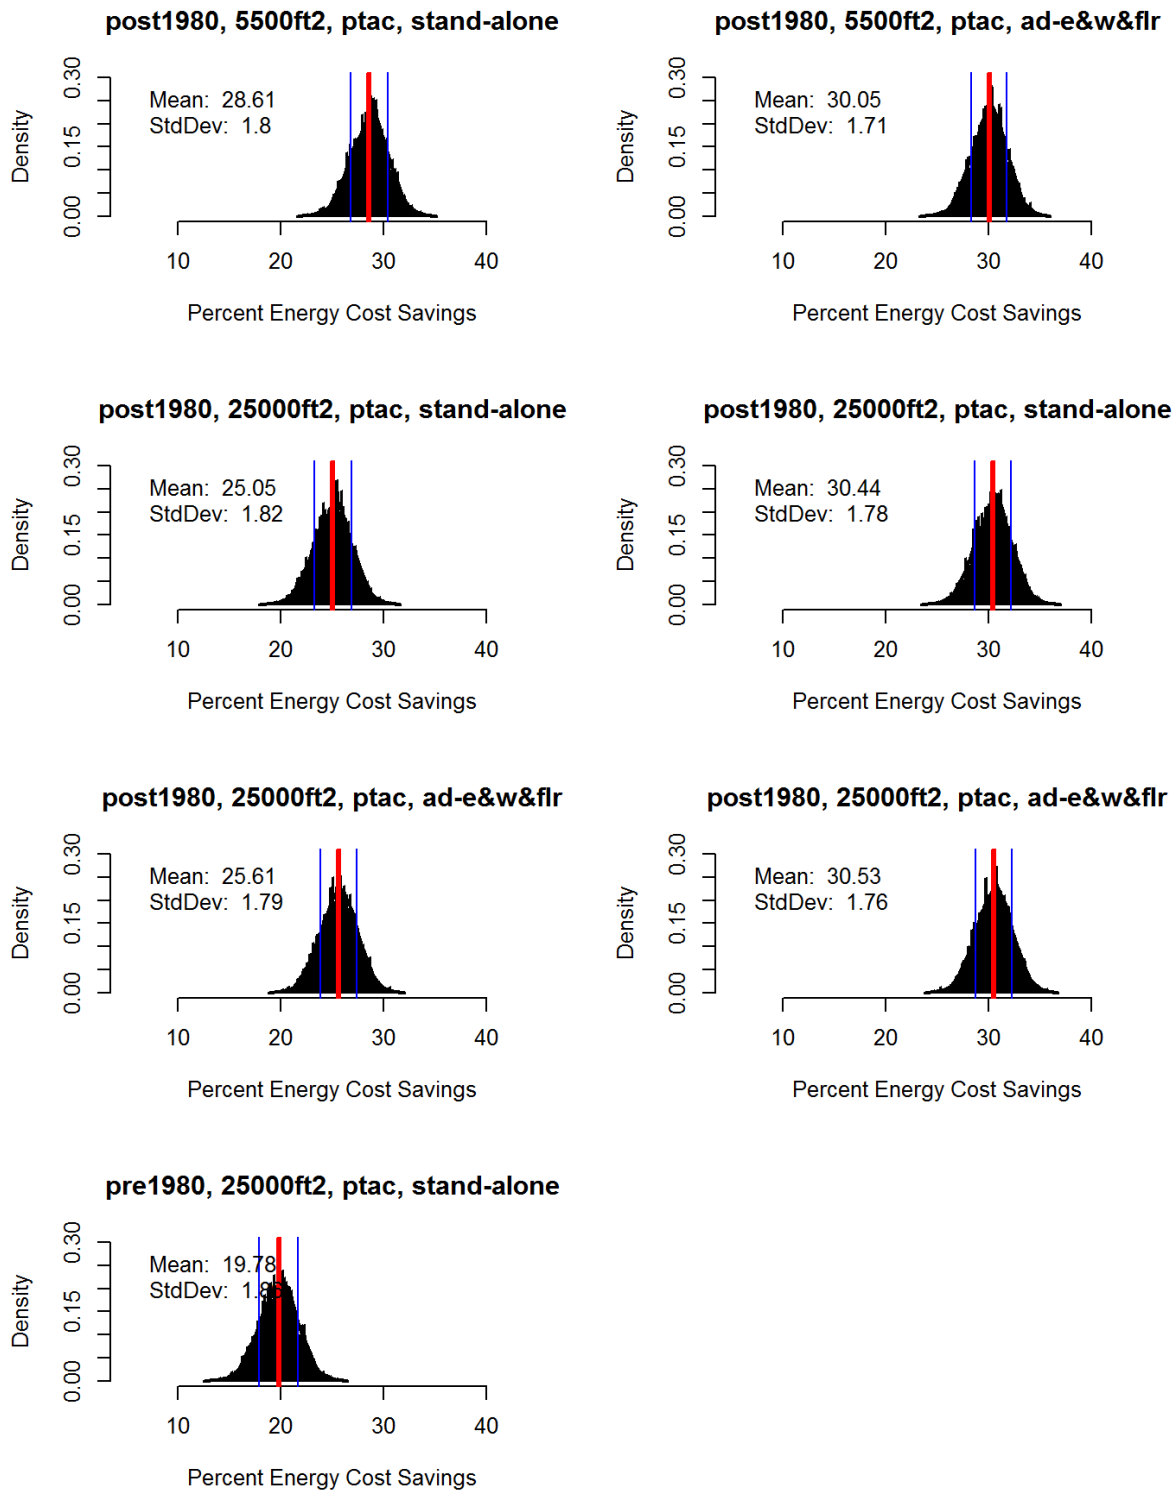 post1980, 5500ft2, ptac, stand-alone
Density
0.00 0.15 0.30
Mean: 28.61
StdDev: 1.8
10 20 30 40
Percent Energy Cost Savings
post1980, 5500ft2, ptac, ad-e&w&flr
Density
0.00 0.15 0.30
Mean: 30.05
StdDev: 1.71
10 20 30 40
Percent Energy Cost Savings
post1980, 25000ft2, ptac, stand-alone
Density
0.00 0.15 0.30
Mean: 25.05
StdDev: 1.82
10 20 30 40
Percent Energy Cost Savings
post1980, 25000ft2, ptac, stand-alone
Density
0.00 0.15 0.30
Mean: 30.44
StdDev: 1.78
10 20 30 40
Percent Energy Cost Savings
post1980, 25000ft2, ptac, ad-e&w&flr
Density
0.00 0.15 0.30
Mean: 25.61
StdDev: 1.79
10 20 30 40
Percent Energy Cost Savings
post1980, 25000ft2, ptac, ad-e&w&flr
Density
0.00 0.15 0.30
Mean: 30.53
StdDev: 1.76
10 20 30 40
Percent Energy Cost Savings
pre1980, 25000ft2, ptac, stand-alone
Density
0.00 0.15 0.30
Mean: 19.78
StdDev:
10 20 30 40
Percent Energy Cost Savings